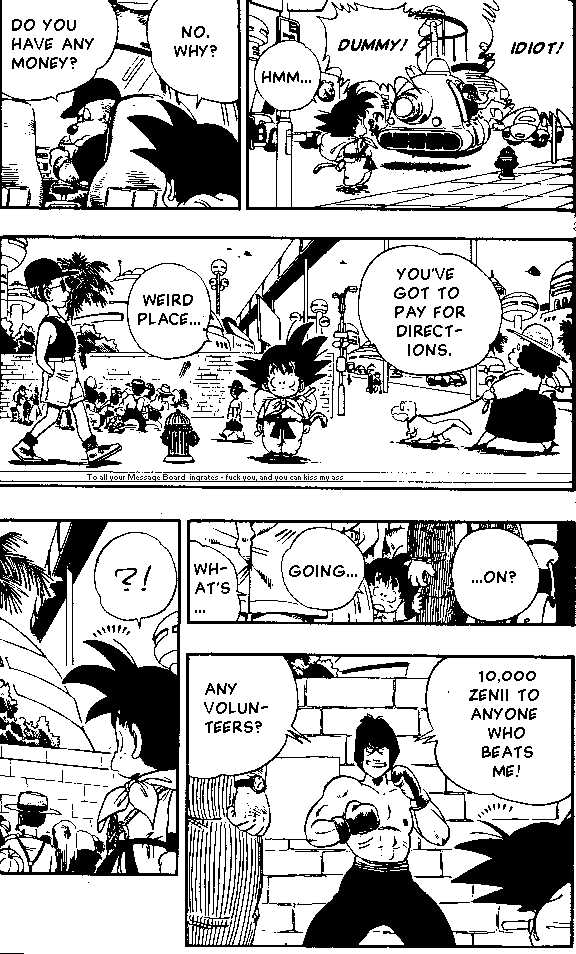 DO YOU
HAVE ANY
MONEY?
NO.
WHY?
HMM...
DUMMY!
IDIOT!
WEIRD
PLACE...
YOU'VE
GOT TO
PAY FOR
DIRECT-
IONS.
To all your Message Board ingrates - fuck you, and you can kiss my ass
?!
WH-
AT'S
...
GOING...
...ON?
ANY
VOLUN-
TEERS?
10,000
ZENII TO
ANYONE
WHO
BEATS
ME!